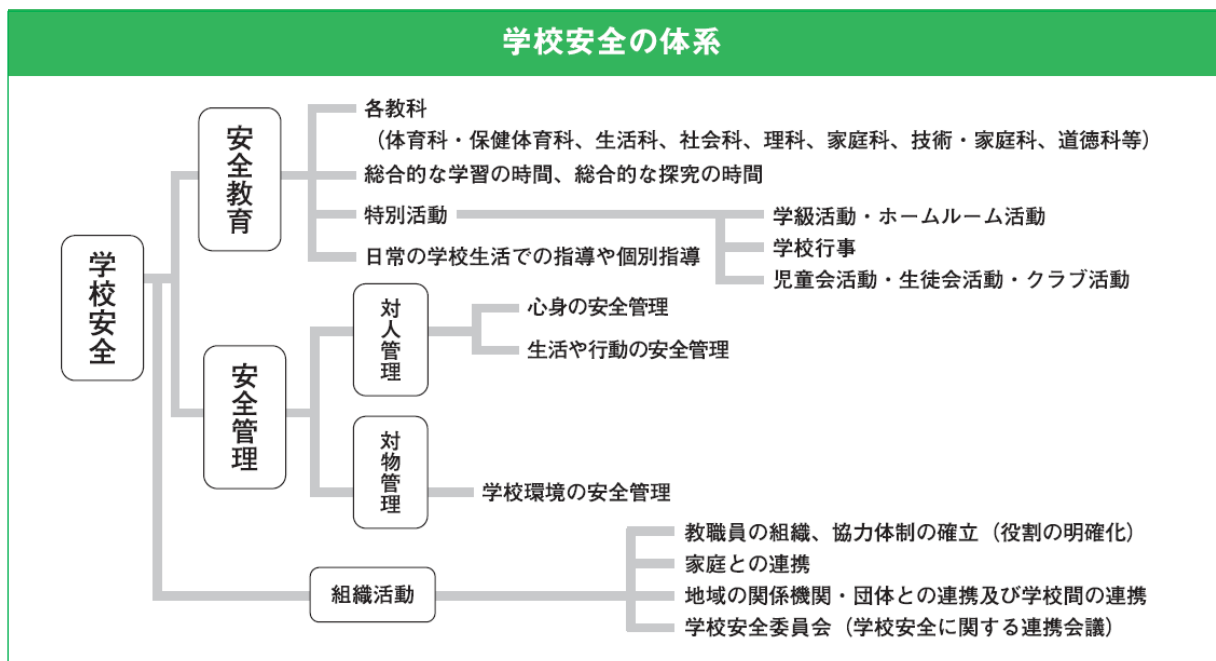 学校安全の体系
学校安全
安全教育
各教科
（体育科・保健体育科、生活科、社会科、理科、家庭科、技術・家庭科、道徳科等）
総合的な学習の時間、総合的な探究の時間
特別活動
学級活動・ホームルーム活動
学校行事
児童会活動・生徒会活動・クラブ活動
日常の学校生活での指導や個別指導
安全管理
対人管理
心身の安全管理
生活や行動の安全管理
対物管理
学校環境の安全管理
組織活動
教職員の組織、協力体制の確立（役割の明確化）
家庭との連携
地域の関係機関・団体との連携及び学校間の連携
学校安全委員会（学校安全に関する連携会議）